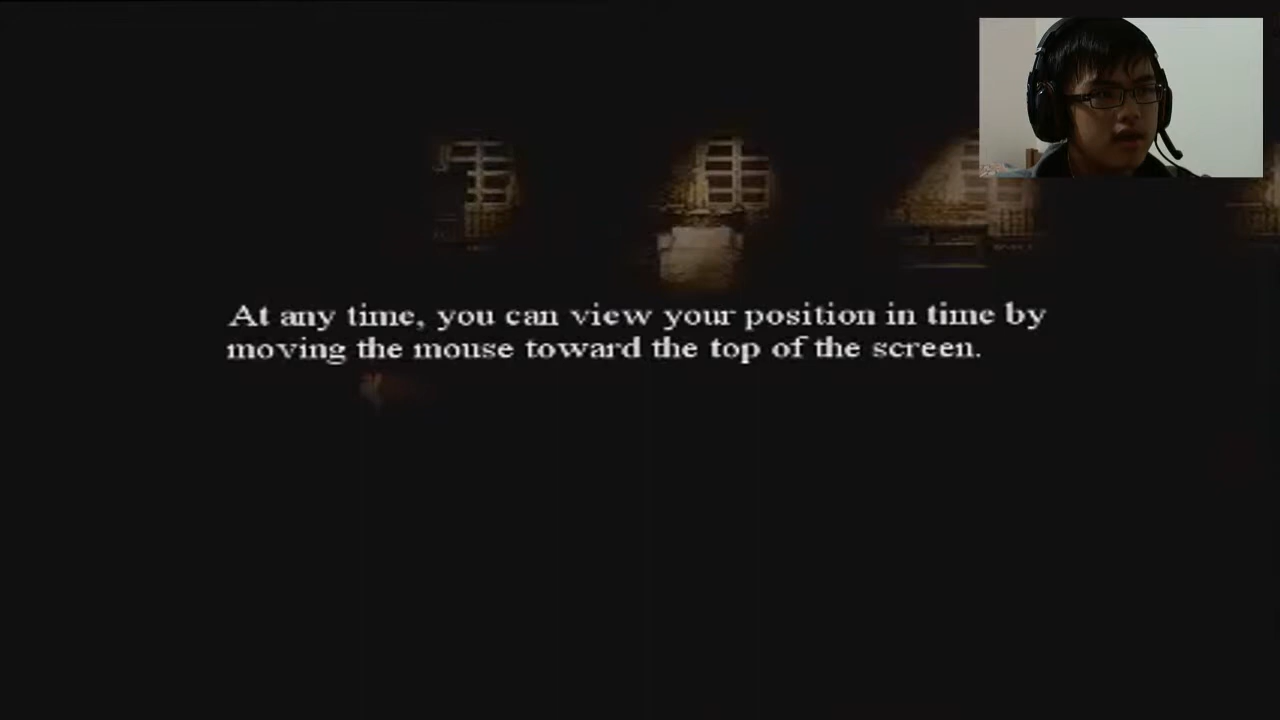 At any time, you can view your position in time by
moving the mouse toward the top of the screen.